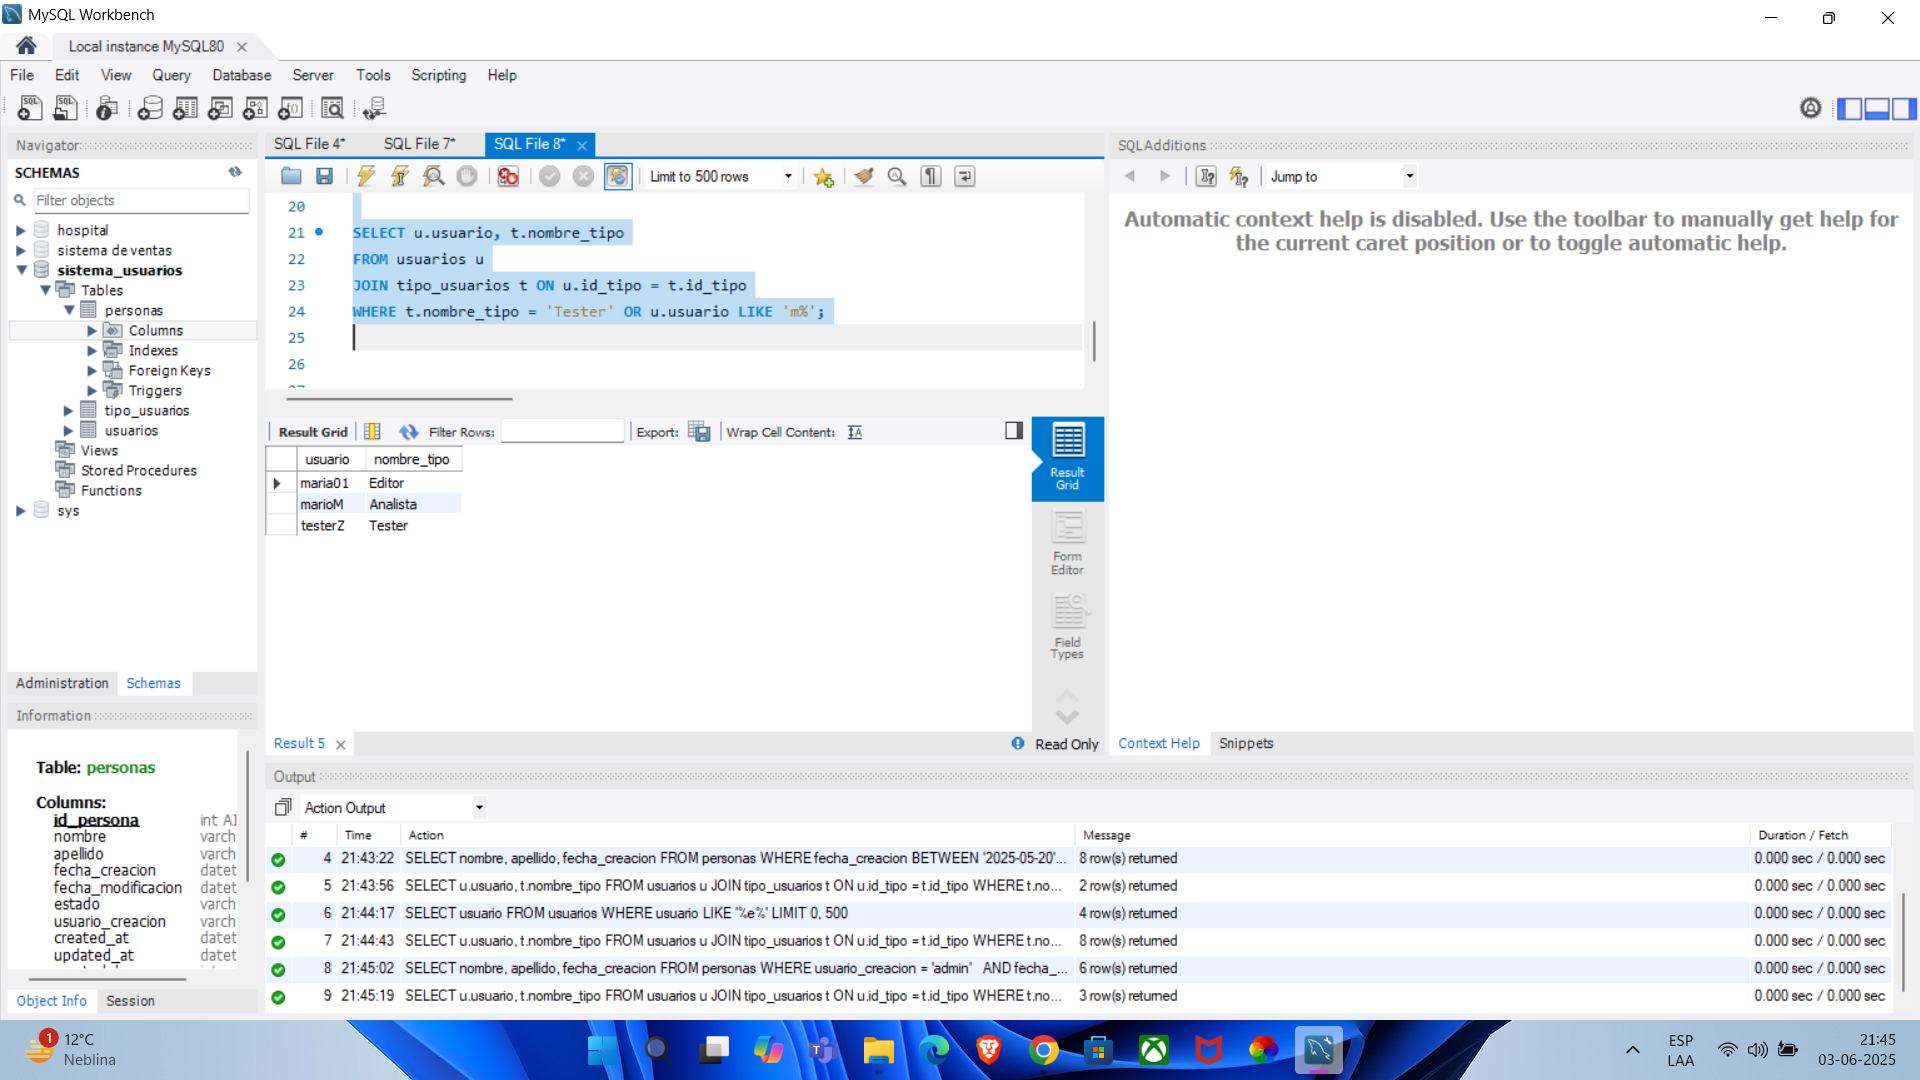 MySQL Workbench
Local instance MySQL80
File Edit View Query Database Server Tools Scripting Help
Navigator
SCHEMAS
Filter objects
hospital
sistema de ventas
sistema_usuarios
Tables
personas
Columns
Indexes
Foreign Keys
Triggers
tipo_usuarios
usuarios
Views
Stored Procedures
Functions
sys
Administration Schemas
Information
Table: personas
Columns:
id_persona int AI
nombre varch
apellido varch
fecha_creacion datet
fecha_modificacion datet
estado varch
usuario_creacion varch
created_at datet
updated_at datet
Object Info Session
SQL File 4* SQL File 7* SQL File 8*
Limit to 500 rows
20
21 SELECT u.usuario, t.nombre_tipo
22 FROM usuarios u
23 JOIN tipo_usuarios t ON u.id_tipo = t.id_tipo
24 WHERE t.nombre_tipo = 'Tester' OR u.usuario LIKE 'm%';
25
26
Result Grid Filter Rows: Export: Wrap Cell Content:
usuario nombre_tipo
maria01 Editor
marioM Analista
testerZ Tester
Result Grid
Form Editor
Field Types
Result 5 Read Only
SQLAdditions
Jump to
Automatic context help is disabled. Use the toolbar to manually get help for
the current caret position or to toggle automatic help.
Context Help Snippets
Output
Action Output
# Time Action Message Duration / Fetch
4 21:43:22 SELECT nombre, apellido, fecha_creacion FROM personas WHERE fecha_creacion BETWEEN '2025-05-20'... 8 row(s) returned 0.000 sec / 0.000 sec
5 21:43:56 SELECT u.usuario, t.nombre_tipo FROM usuarios u JOIN tipo_usuarios t ON u.id_tipo = t.id_tipo WHERE t.no... 2 row(s) returned 0.000 sec / 0.000 sec
6 21:44:17 SELECT usuario FROM usuarios WHERE usuario LIKE '%e%' LIMIT 0, 500 4 row(s) returned 0.000 sec / 0.000 sec
7 21:44:43 SELECT u.usuario, t.nombre_tipo FROM usuarios u JOIN tipo_usuarios t ON u.id_tipo = t.id_tipo WHERE t.no... 8 row(s) returned 0.000 sec / 0.000 sec
8 21:45:02 SELECT nombre, apellido, fecha_creacion FROM personas WHERE usuario_creacion = 'admin' AND fecha_... 6 row(s) returned 0.000 sec / 0.000 sec
9 21:45:19 SELECT u.usuario, t.nombre_tipo FROM usuarios u JOIN tipo_usuarios t ON u.id_tipo = t.id_tipo WHERE t.no... 3 row(s) returned 0.000 sec / 0.000 sec
1
12°C
Neblina
ESP
LAA
21:45
03-06-2025